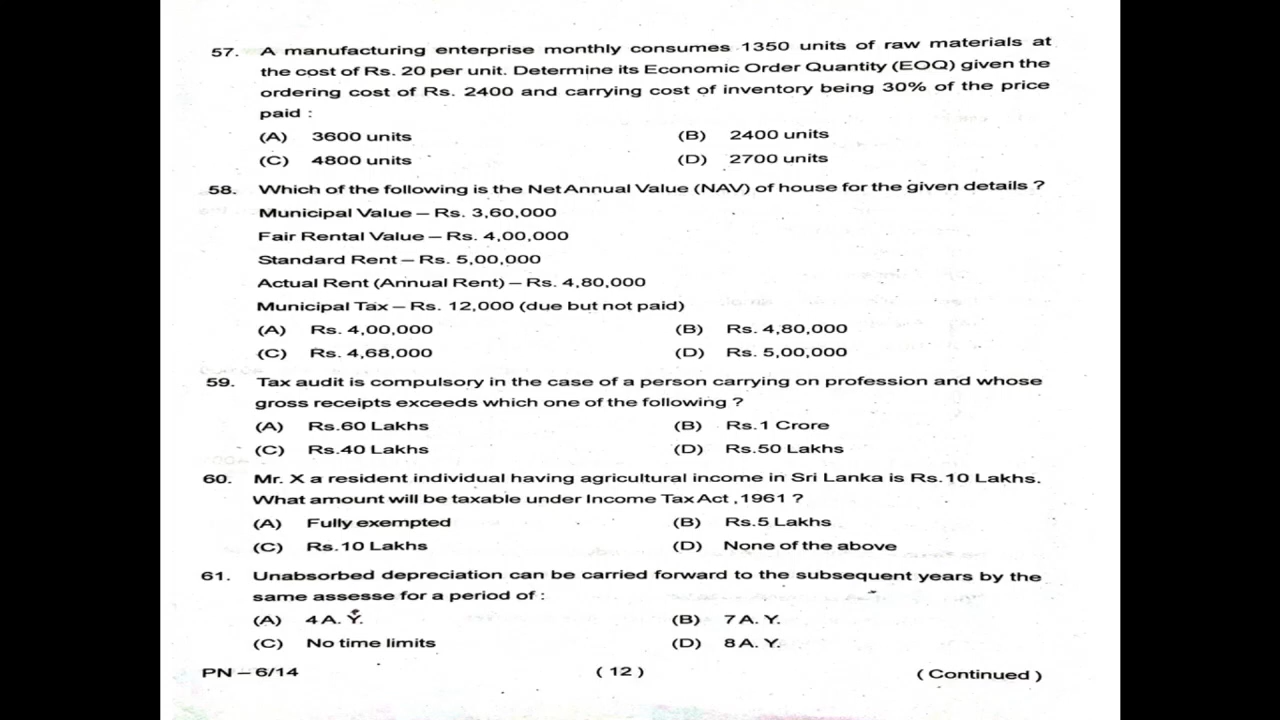 57. A manufacturing enterprise monthly consumes 1350 units of raw materials at
the cost of Rs. 20 per unit. Determine its Economic Order Quantity (EOQ) given the
ordering cost of Rs. 2400 and carrying cost of inventory being 30% of the price
paid :
(A) 3600 units (B) 2400 units
(C) 4800 units (D) 2700 units
58. Which of the following is the Net Annual Value (NAV) of house for the given details ?
Municipal Value – Rs. 3,60,000
Fair Rental Value – Rs. 4,00,000
Standard Rent – Rs. 5,00,000
Actual Rent (Annual Rent) – Rs. 4,80,000
Municipal Tax – Rs. 12,000 (due but not paid)
(A) Rs. 4,00,000 (B) Rs. 4,80,000
(C) Rs. 4,68,000 (D) Rs. 5,00,000
59. Tax audit is compulsory in the case of a person carrying on profession and whose
gross receipts exceeds which one of the following ?
(A) Rs.60 Lakhs (B) Rs.1 Crore
(C) Rs.40 Lakhs (D) Rs.50 Lakhs
60. Mr. X a resident individual having agricultural income in Sri Lanka is Rs.10 Lakhs.
What amount will be taxable under Income Tax Act ,1961 ?
(A) Fully exempted (B) Rs.5 Lakhs
(C) Rs.10 Lakhs (D) None of the above
61. Unabsorbed depreciation can be carried forward to the subsequent years by the
same assesse for a period of :
(A) 4 A. Y. (B) 7 A. Y.
(C) No time limits (D) 8 A. Y.
PN – 6/14 ( 12 ) ( Continued )